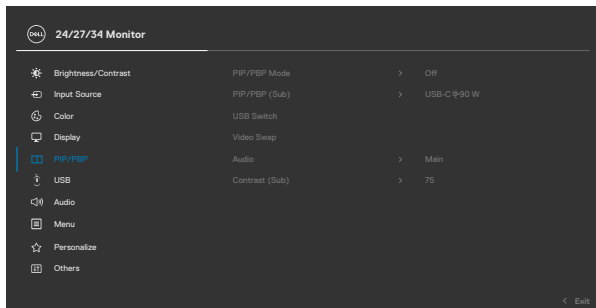 DELL 24/27/34 Monitor
Brightness/Contrast PIP/PBP Mode > Off
Input Source PIP/PBP (Sub) > USB-C 90 W
Color USB Switch
Display Video Swap
PIP/PBP Audio > Main
USB Contrast (Sub) > 75
Audio
Menu
Personalize
Others
< Exit